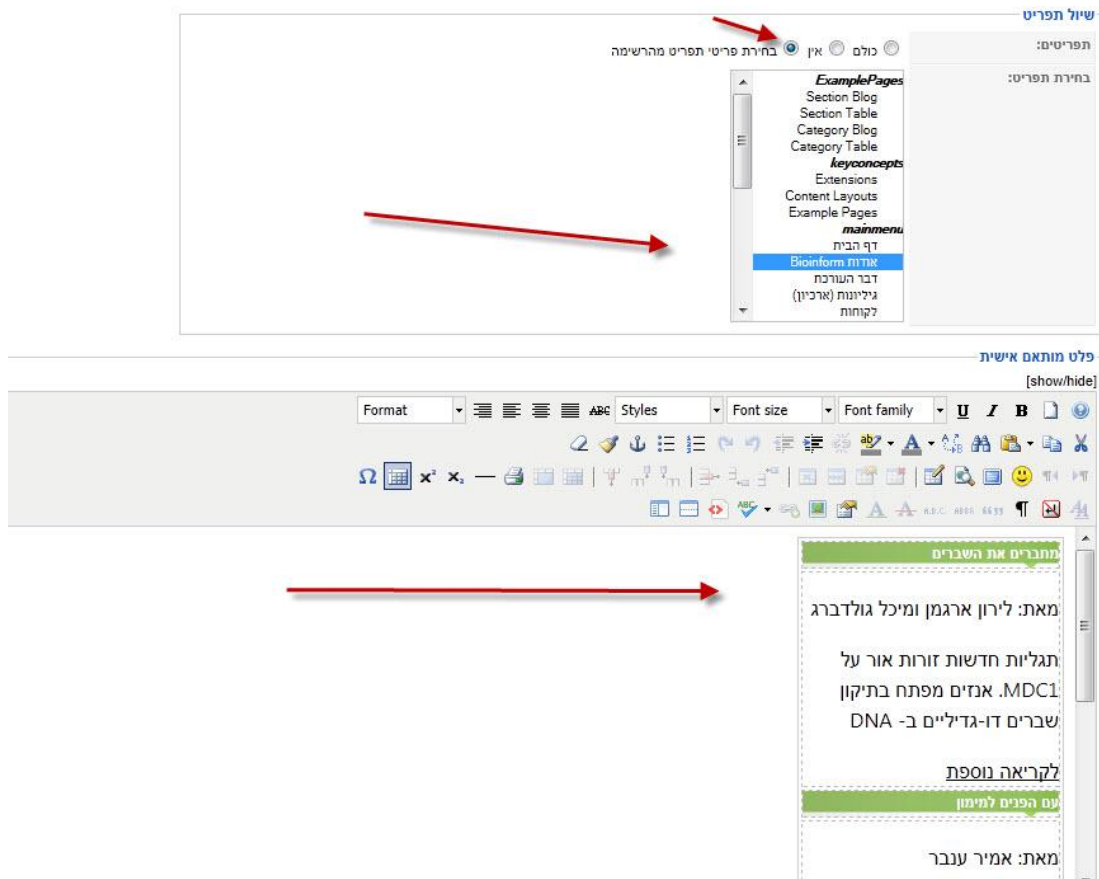 שיול תפריט
תפריטים:
כולם אין בחירת פריטי תפריט מהרשימה
בחירת תפריט:
ExamplePages
Section Blog
Section Table
Category Blog
Category Table
keyconcepts
Extensions
Content Layouts
Example Pages
mainmenu
דף הבית
אודות Bioinform
דבר העורכת
גיליונות (ארכיון)
לקוחות
פלט מותאם אישית
[show/hide]
Format ABC Styles Font size Font family U I B
מחברים את השברים
מאת: לירון ארגמן ומיכל גולדברג
תגליות חדשות זורות אור על
MDC1. אנזים מפתח בתיקון
שברים דו-גדיליים ב- DNA
לקריאה נוספת
עם הפנים למימון
מאת: אמיר ענבר